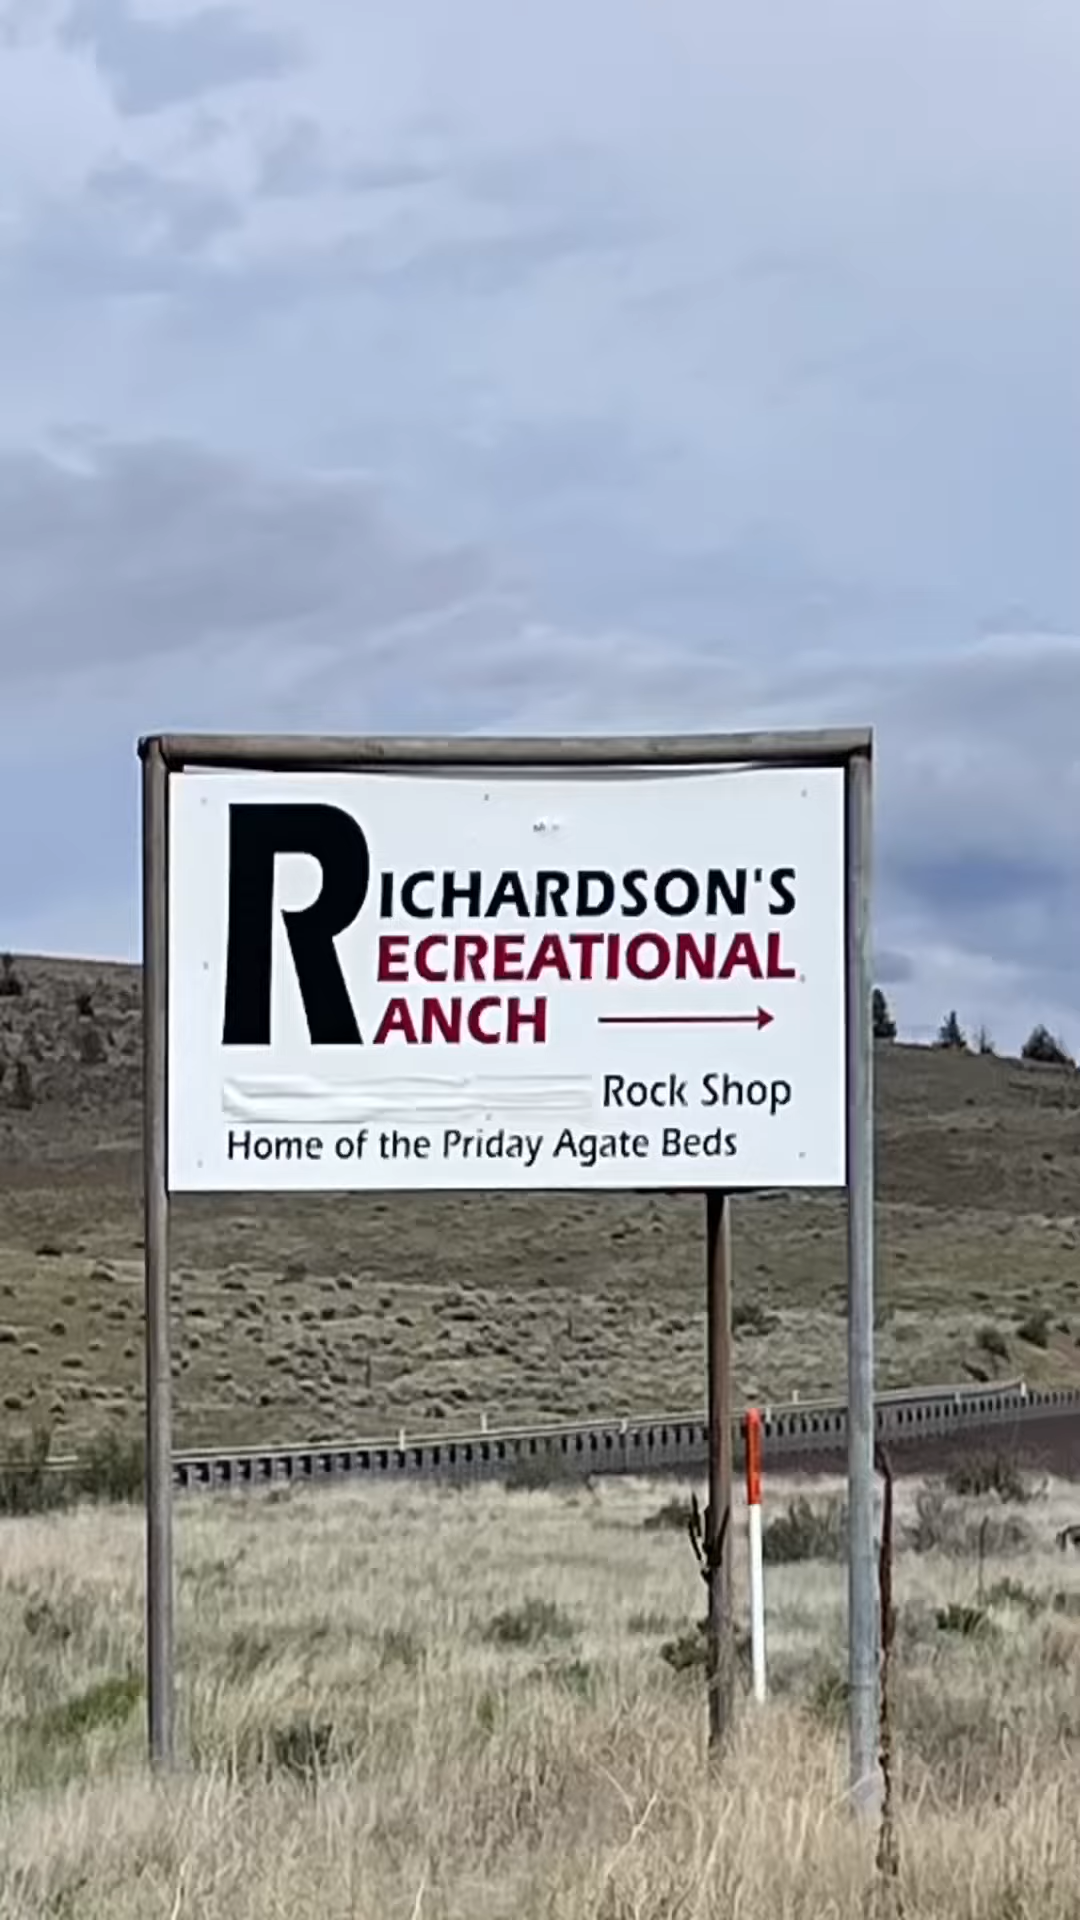 RICHARDSON'S
RECREATIONAL
RANCH
Rock Shop
Home of the Priday Agate Beds